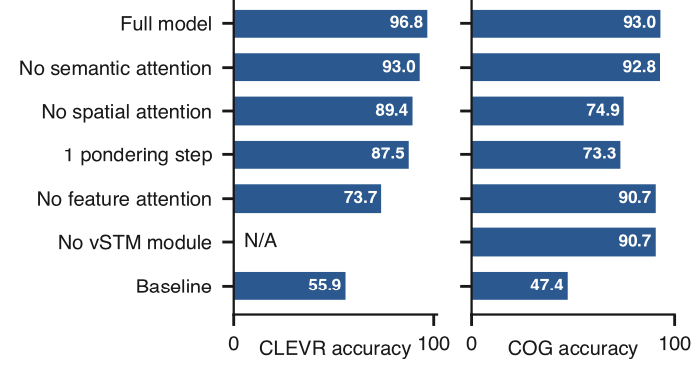 Full model 96.8 93.0
No semantic attention 93.0 92.8
No spatial attention 89.4 74.9
1 pondering step 87.5 73.3
No feature attention 73.7 90.7
No vSTM module N/A 90.7
Baseline 55.9 47.4
0 CLEVR accuracy 100 0 COG accuracy 100